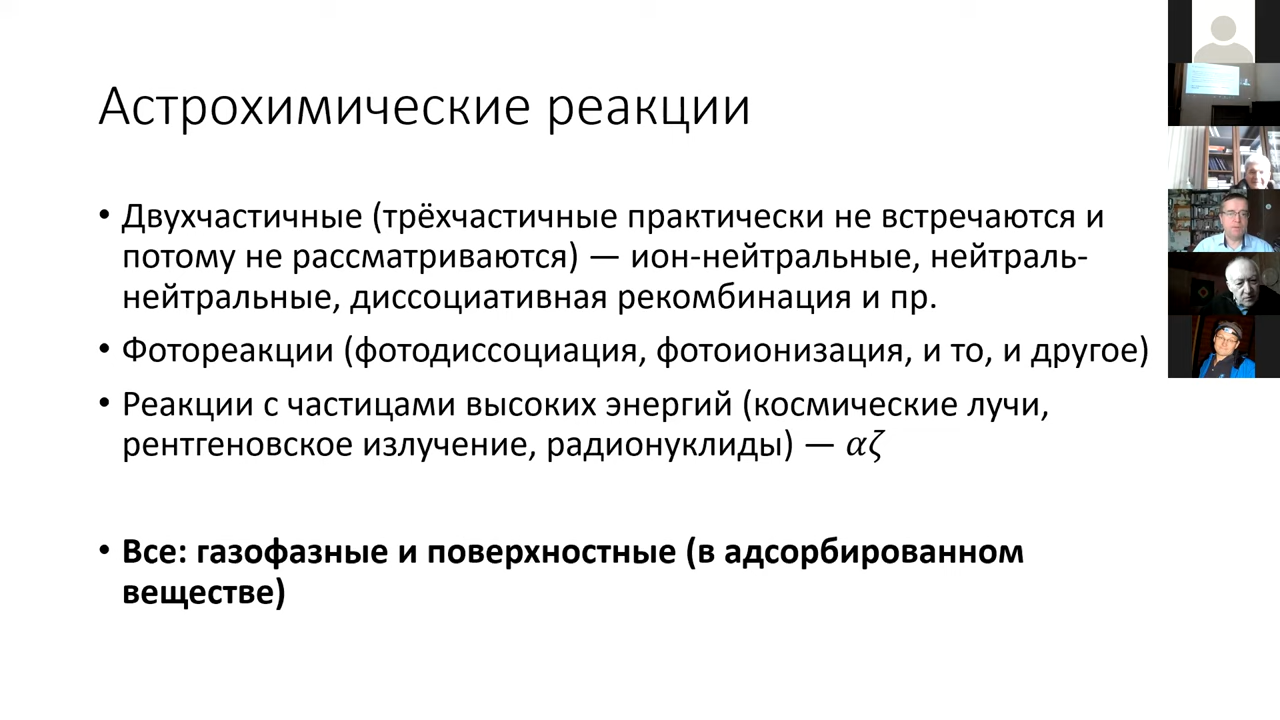 Астрохимические реакции
• Двухчастичные (трёхчастичные практически не встречаются и
потому не рассматриваются) — ион-нейтральные, нейтраль-
нейтральные, диссоциативная рекомбинация и пр.
• Фотореакции (фотодиссоциация, фотоионизация, и то, и другое)
• Реакции с частицами высоких энергий (космические лучи,
рентгеновское излучение, радионуклиды) — 𝛼𝜁
• Все: газофазные и поверхностные (в адсорбированном
веществе)